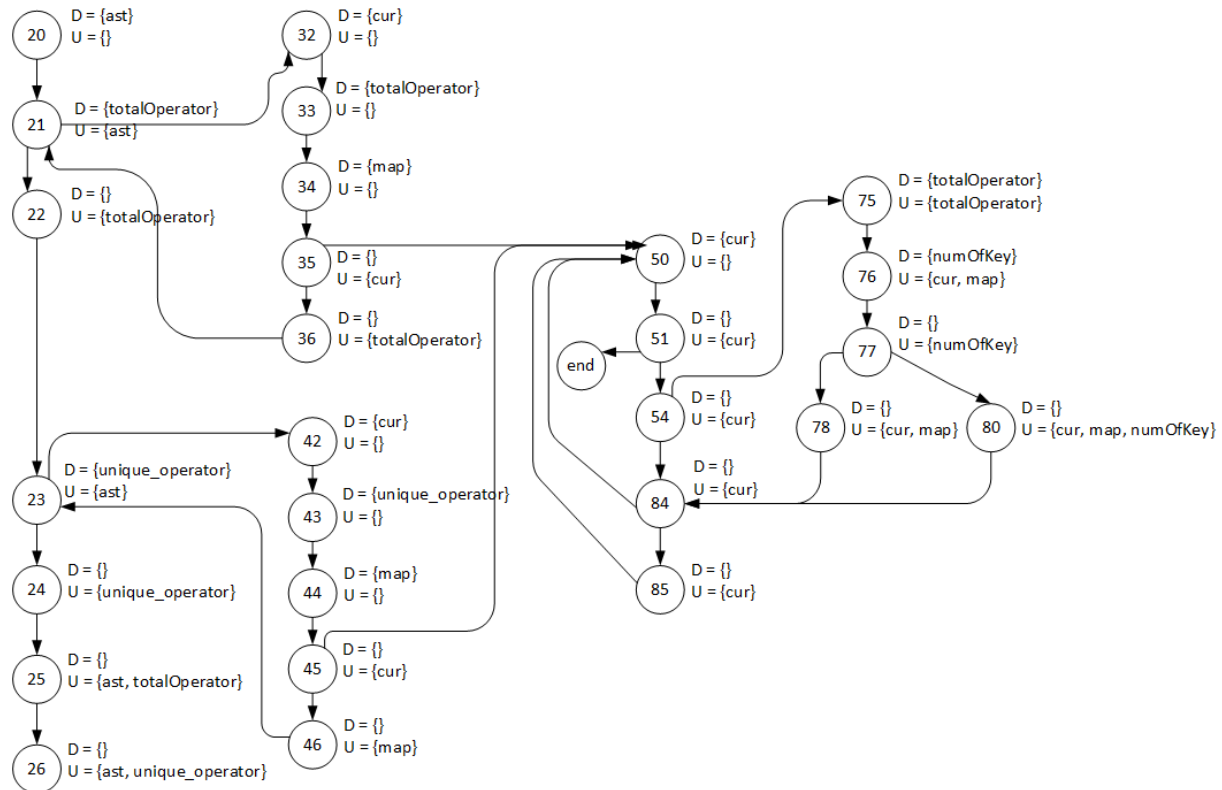 20
D = {ast}
U = {}
21
D = {totalOperator}
U = {ast}
22
D = {}
U = {totalOperator}
23
D = {unique_operator}
U = {ast}
24
D = {}
U = {unique_operator}
25
D = {}
U = {ast, totalOperator}
26
D = {}
U = {ast, unique_operator}
32
D = {cur}
U = {}
33
D = {totalOperator}
U = {}
34
D = {map}
U = {}
35
D = {}
U = {cur}
36
D = {}
U = {totalOperator}
42
D = {cur}
U = {}
43
D = {unique_operator}
U = {}
44
D = {map}
U = {}
45
D = {}
U = {cur}
46
D = {}
U = {map}
50
D = {cur}
U = {}
51
D = {}
U = {cur}
end
54
D = {}
U = {cur}
84
D = {}
U = {cur}
85
D = {}
U = {cur}
75
D = {totalOperator}
U = {totalOperator}
76
D = {numOfKey}
U = {cur, map}
77
D = {}
U = {numOfKey}
78
D = {}
U = {cur, map}
80
D = {}
U = {cur, map, numOfKey}